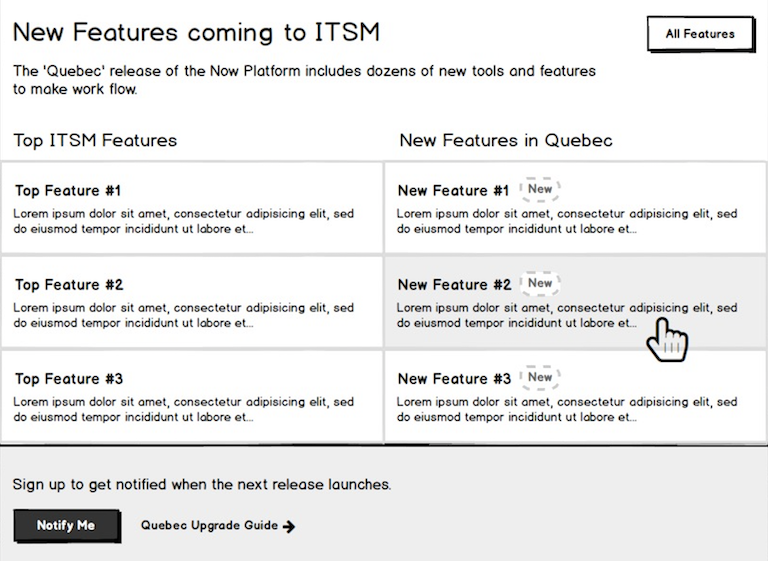 New Features coming to ITSM
All Features
The 'Quebec' release of the Now Platform includes dozens of new tools and features
to make work flow.
Top ITSM Features
New Features in Quebec
Top Feature #1
Lorem ipsum dolor sit amet, consectetur adipisicing elit, sed
do eiusmod tempor incididunt ut labore et...
New Feature #1 New
Lorem ipsum dolor sit amet, consectetur adipisicing elit, sed
do eiusmod tempor incididunt ut labore et...
Top Feature #2
Lorem ipsum dolor sit amet, consectetur adipisicing elit, sed
do eiusmod tempor incididunt ut labore et...
New Feature #2 New
Lorem ipsum dolor sit amet, consectetur adipisicing elit, sed
do eiusmod tempor incididunt ut labore et...
Top Feature #3
Lorem ipsum dolor sit amet, consectetur adipisicing elit, sed
do eiusmod tempor incididunt ut labore et...
New Feature #3 New
Lorem ipsum dolor sit amet, consectetur adipisicing elit, sed
do eiusmod tempor incididunt ut labore et...
Sign up to get notified when the next release launches.
Notify Me
Quebec Upgrade Guide →